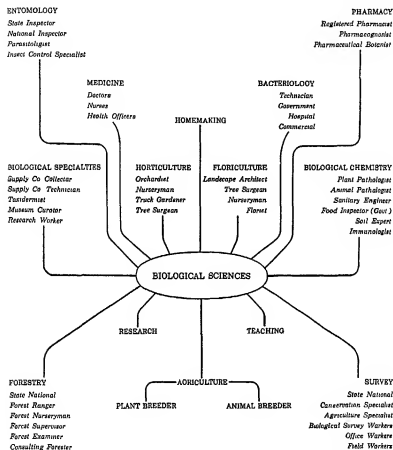 ENTOMOLOGY
State Inspector
National Inspector
Parasitologist
Insect Control Specialist
PHARMACY
Registered Pharmacist
Pharmacognosist
Pharmaceutical Botanist
MEDICINE
Doctors
Nurses
Health Officers
HOMEMAKING
BACTERIOLOGY
Technician
Government
Hospital
Commercial
BIOLOGICAL SPECIALTIES
Supply Co Collector
Supply Co Technician
Taxidermist
Museum Curator
Research Worker
HORTICULTURE
Orchardist
Nurseryman
Truck Gardener
Tree Surgeon
FLORICULTURE
Landscape Architect
Tree Surgeon
Nurseryman
Florist
BIOLOGICAL CHEMISTRY
Plant Pathologist
Animal Pathologist
Sanitary Engineer
Food Inspector (Govt)
Soil Expert
Immunologist
BIOLOGICAL SCIENCES
RESEARCH
TEACHING
FORESTRY
State National
Forest Ranger
Forest Nurseryman
Forest Supervisor
Forest Examiner
Consulting Forester
AGRICULTURE
PLANT BREEDER
ANIMAL BREEDER
SURVEY
State National
Conservation Specialist
Agriculture Specialist
Biological Survey Workers
Office Workers
Field Workers